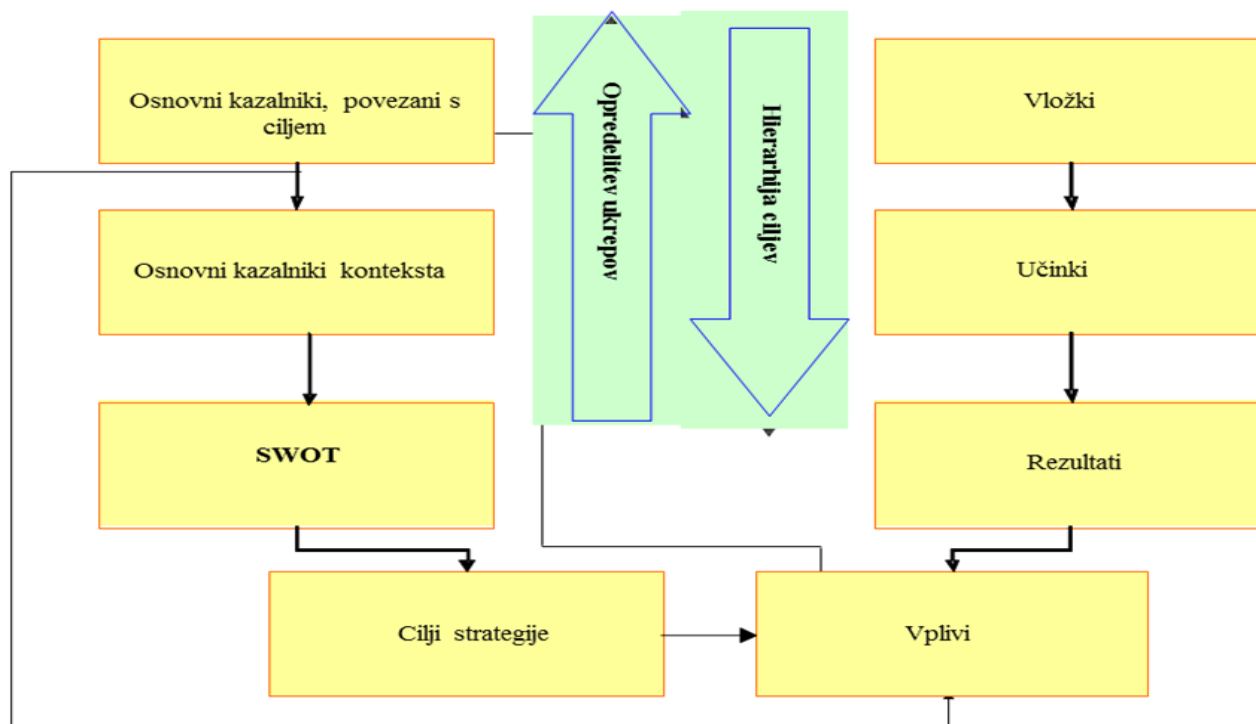 Osnovni kazalniki, povezani s
ciljem
Opredelitev ukrepov
Hierarhija ciljev
Vložki
Osnovni kazalniki konteksta
Učinki
SWOT
Rezultati
Cilji strategije
Vplivi